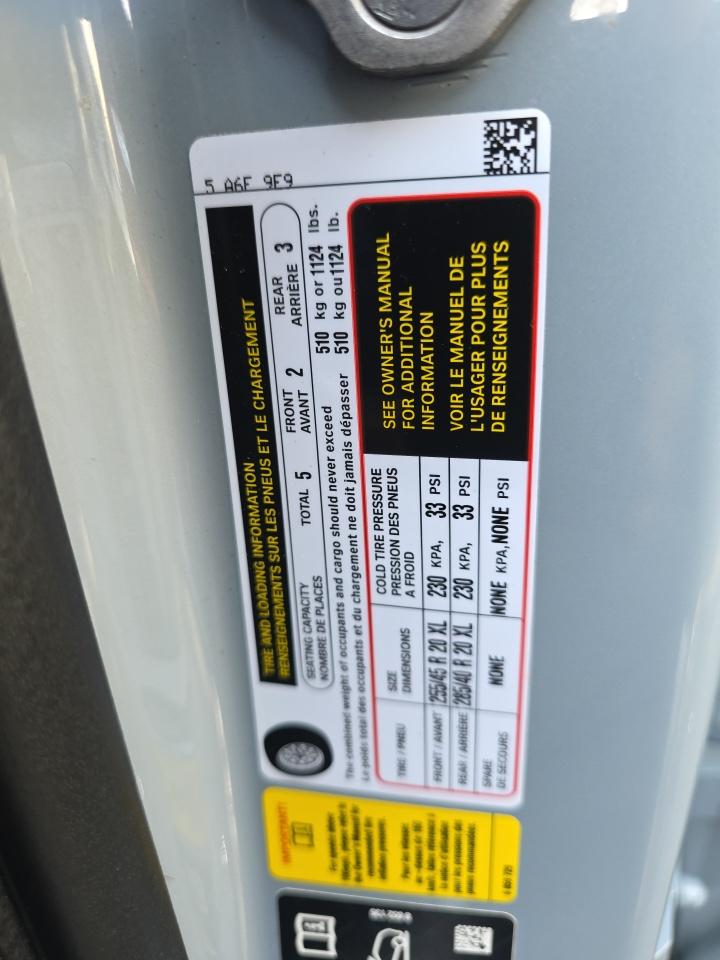 5 A6F 9F9
TIRE AND LOADING INFORMATION
RENSEIGNEMENTS SUR LES PNEUS ET LE CHARGEMENT
SEATING CAPACITY
NOMBRE DE PLACES
TOTAL 5
FRONT
AVANT 2
REAR
ARRIÈRE 3
The combined weight of occupants and cargo should never exceed 510 kg or 1124 lbs.
Le poids total des occupants et du chargement ne doit jamais dépasser 510 kg ou 1124 lb.
TIRE / PNEU
SIZE
DIMENSIONS
COLD TIRE PRESSURE
PRESSION DES PNEUS
A FROID
FRONT / AVANT 255/45 R 20 XL 230 KPA, 33 PSI
REAR / ARRIÈRE 285/40 R 20 XL 230 KPA, 33 PSI
SPARE
DE SECOURS
NONE NONE KPA, NONE PSI
SEE OWNER'S MANUAL
FOR ADDITIONAL
INFORMATION
VOIR LE MANUEL DE
L'USAGER POUR PLUS
DE RENSEIGNEMENTS
IMPORTANT!